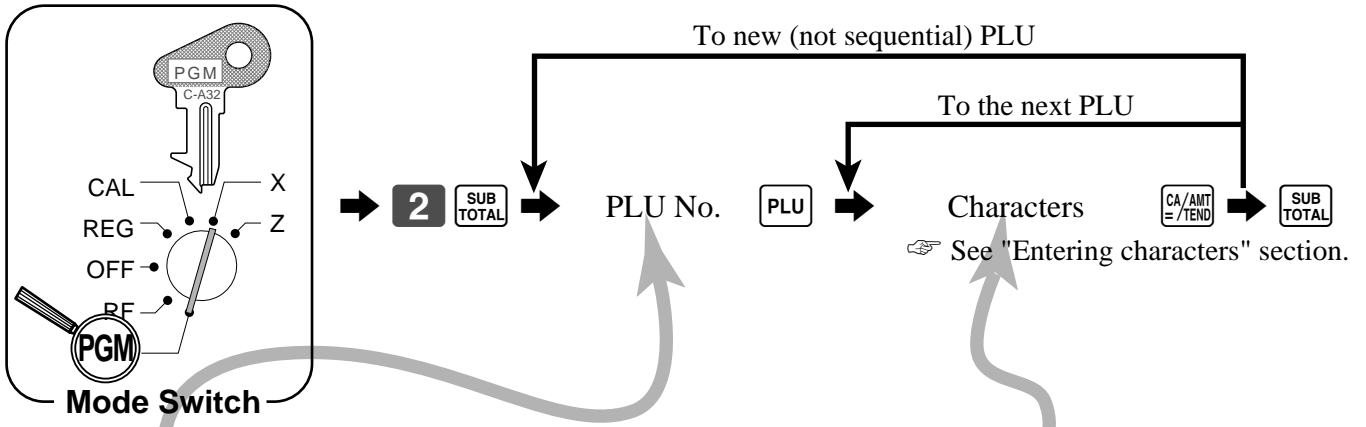 To new (not sequential) PLU
To the next PLU
PGM
C-A32
CAL
X
REG
Z
OFF
RF
PGM
Mode Switch
2 SUB TOTAL PLU No. PLU Characters CA/AMT = /TEND SUB TOTAL
☞ See "Entering characters" section.